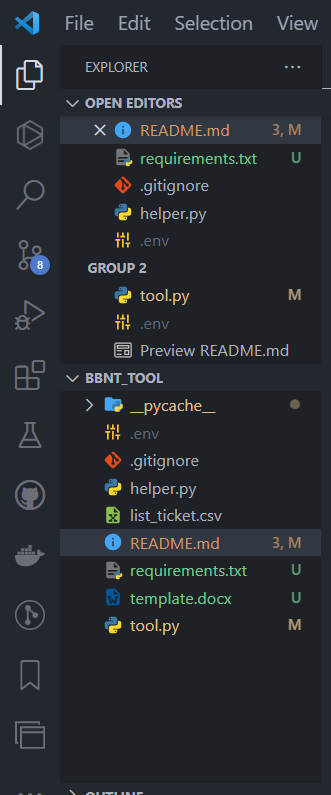 File Edit Selection View
EXPLORER
OPEN EDITORS
README.md 3, M
requirements.txt U
.gitignore
helper.py
.env
GROUP 2
tool.py M
.env
Preview README.md
BBNT_TOOL
__pycache__
.env
.gitignore
8
helper.py
list_ticket.csv
README.md 3, M
requirements.txt U
template.docx U
tool.py M
OUTLINE